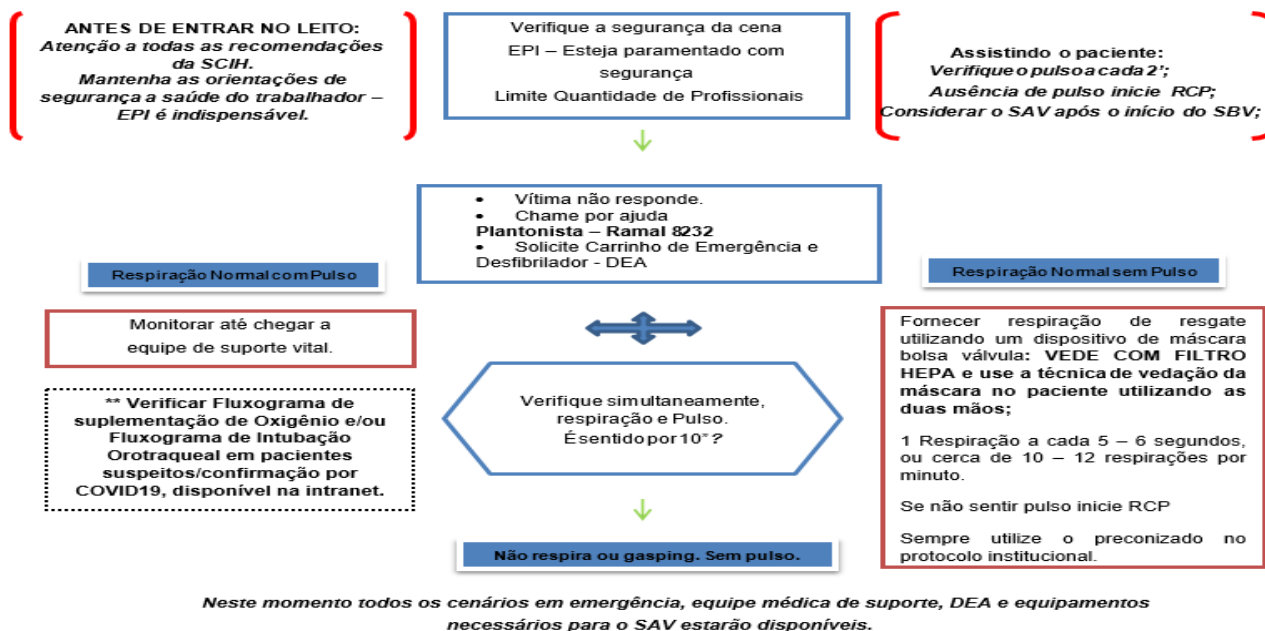 ANTES DE ENTRAR NO LEITO:
Atenção a todas as recomendações
da SCIH.
Mantenha as orientações de
segurança a saúde do trabalhador –
EPI é indispensável.
Verifique a segurança da cena
EPI – Esteja paramentado com
segurança
Limite Quantidade de Profissionais
Assistindo o paciente:
Verifique o pulso a cada 2’;
Ausência de pulso inicie RCP;
Considerar o SAV após o início do SBV;
• Vítima não responde.
• Chame por ajuda
Plantonista – Ramal 8232
• Solicite Carrinho de Emergência e
Desfibrilador - DEA
Respiração Normal com Pulso
Respiração Normal sem Pulso
Monitorar até chegar a
equipe de suporte vital.
** Verificar Fluxograma de
suplementação de Oxigênio e/ou
Fluxograma de Intubação
Orotraqueal em pacientes
suspeitos/confirmação por
COVID19, disponível na intranet.
Verifique simultaneamente,
respiração e Pulso.
É sentido por 10”?
Fornecer respiração de resgate
utilizando um dispositivo de máscara
bolsa válvula: VEDE COM FILTRO
HEPA e use a técnica de vedação da
máscara no paciente utilizando as
duas mãos;
1 Respiração a cada 5 – 6 segundos,
ou cerca de 10 – 12 respirações por
minuto.
Se não sentir pulso inicie RCP
Sempre utilize o preconizado no
protocolo institucional.
Não respira ou gasping. Sem pulso.
Neste momento todos os cenários em emergência, equipe médica de suporte, DEA e equipamentos
necessários para o SAV estarão disponíveis.